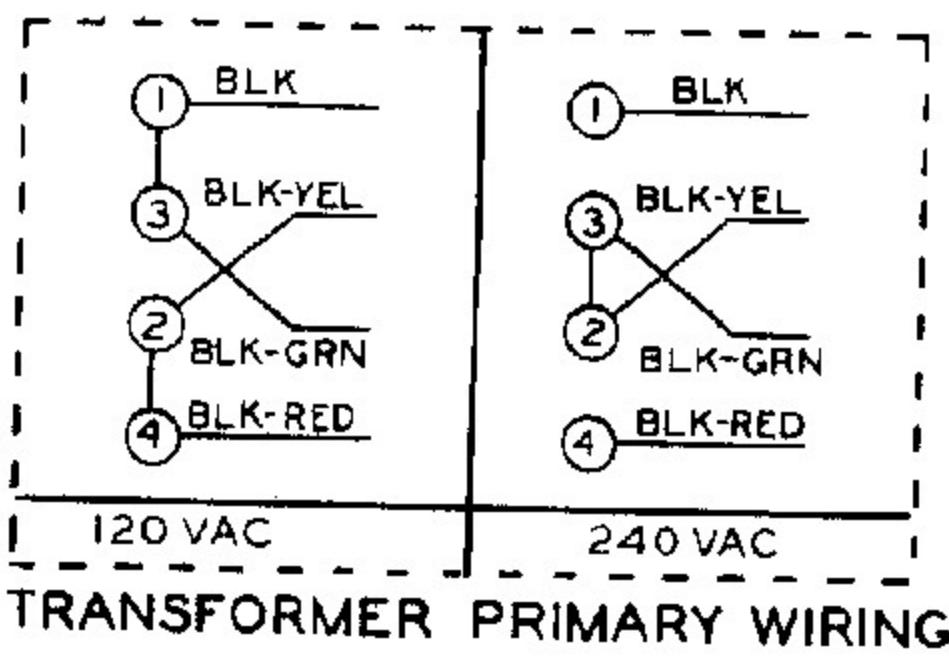 1 BLK
3 BLK-YEL
2 BLK-GRN
4 BLK-RED
120 VAC
1 BLK
3 BLK-YEL
2 BLK-GRN
4 BLK-RED
240 VAC
TRANSFORMER PRIMARY WIRING